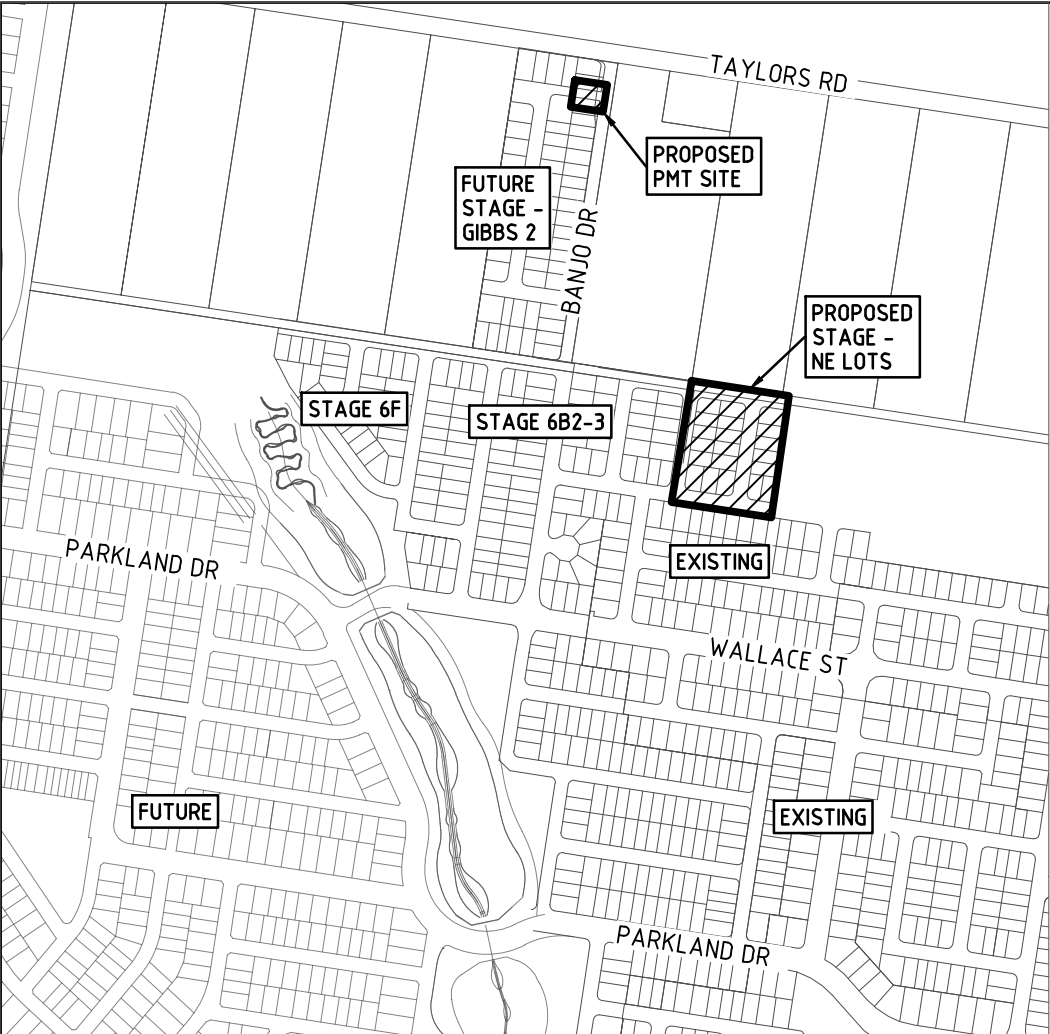 TAYLORS RD
PROPOSED
PMT SITE
FUTURE
STAGE -
GIBBS 2
BANJO DR
PROPOSED
STAGE -
NE LOTS
STAGE 6F
STAGE 6B2-3
PARKLAND DR
EXISTING
WALLACE ST
FUTURE
EXISTING
PARKLAND DR